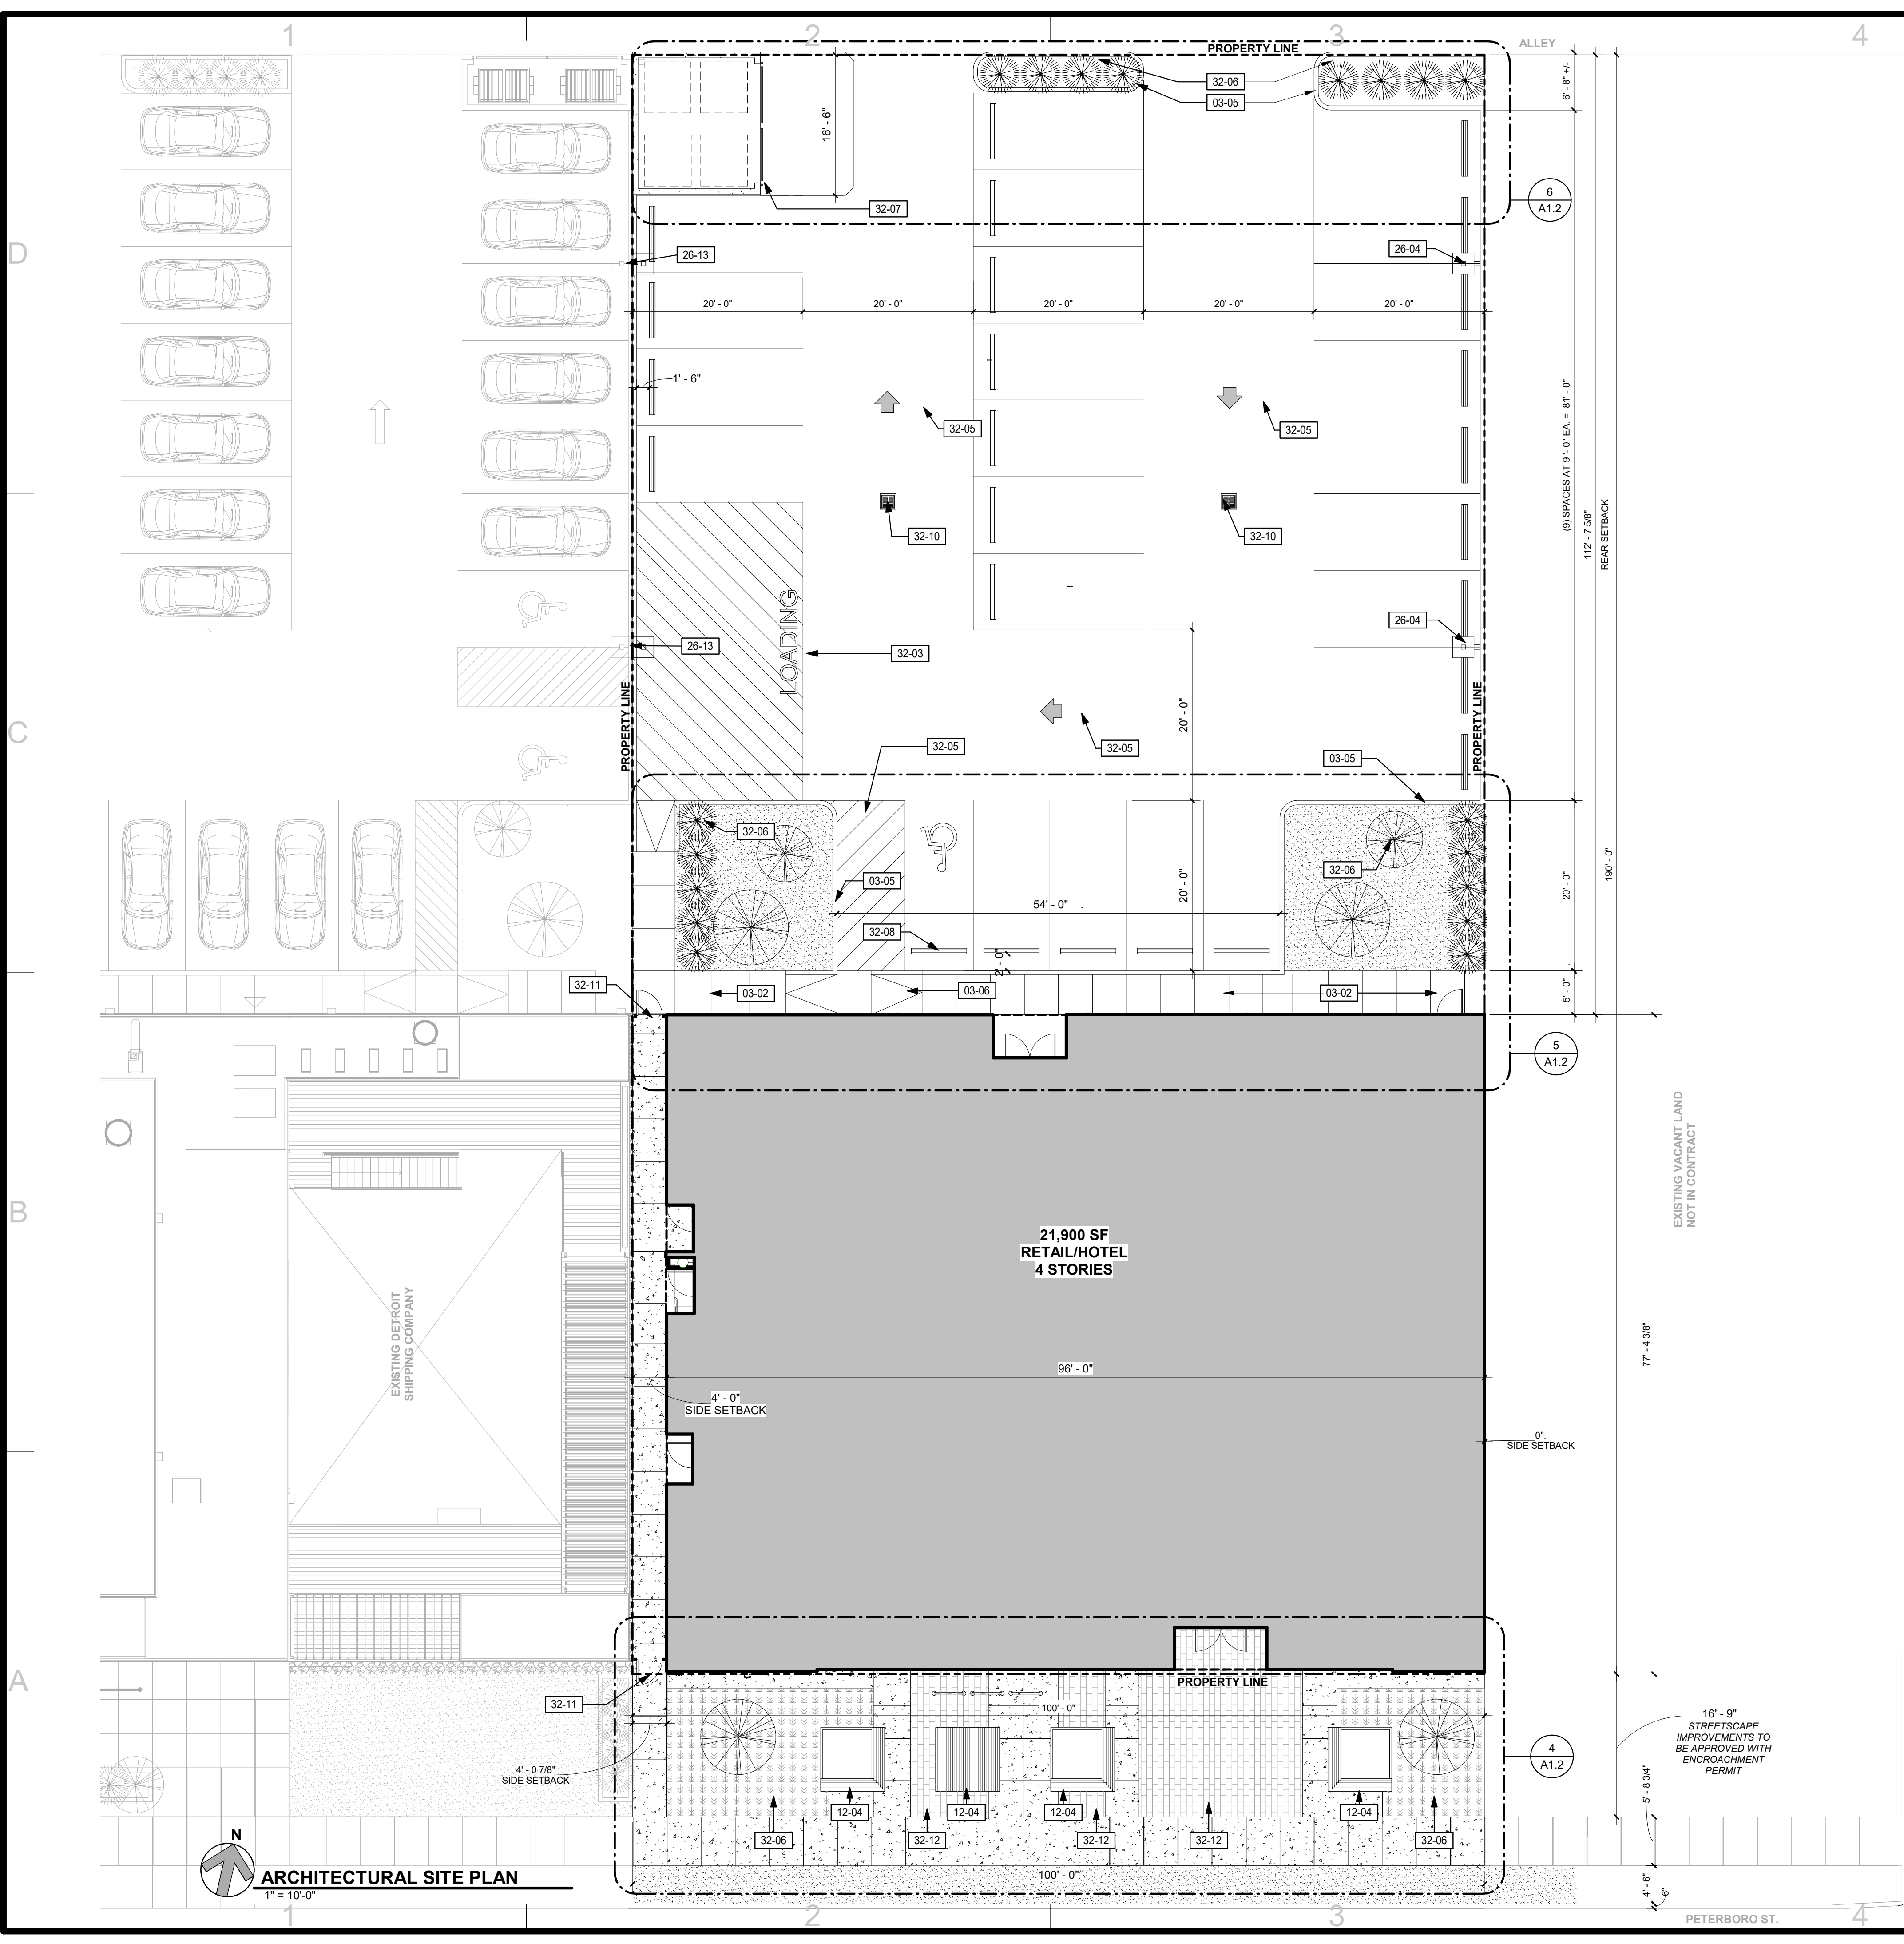 1
2
3
4
ALLEY
PROPERTY LINE
32-06
03-05
6' - 8" +/-
16' - 6"
32-07
6
A1.2
D
26-13
26-04
20' - 0"
20' - 0"
20' - 0"
20' - 0"
20' - 0"
1' - 6"
32-05
32-05
(9) SPACES AT 9 '- 0" EA. = 81' - 0"
112' - 7 5/8"
REAR SETBACK
32-10
32-10
LOADING
26-13
32-03
26-04
PROPERTY LINE
PROPERTY LINE
20' - 0"
C
32-05
32-05
03-05
32-06
32-06
03-05
54' - 0"
20' - 0"
20' - 0"
190' - 0"
32-08
2' - 0"
32-11
03-02
03-06
03-02
5' - 0"
5
A1.2
EXISTING VACANT LAND
NOT IN CONTRACT
B
21,900 SF
RETAIL/HOTEL
4 STORIES
EXISTING DETROIT
SHIPPING COMPANY
77' - 4 3/8"
96' - 0"
4' - 0"
SIDE SETBACK
0"
SIDE SETBACK
A
PROPERTY LINE
32-11
100' - 0"
16' - 9"
STREETSCAPE
IMPROVEMENTS TO
BE APPROVED WITH
ENCROACHMENT
PERMIT
4' - 0 7/8"
SIDE SETBACK
4
A1.2
5' - 8 3/4"
12-04
12-04
12-04
12-04
32-06
32-12
32-12
32-12
32-06
N
ARCHITECTURAL SITE PLAN
1" = 10'-0"
100' - 0"
4' - 6"
6"
PETERBORO ST.
1
2
3
4